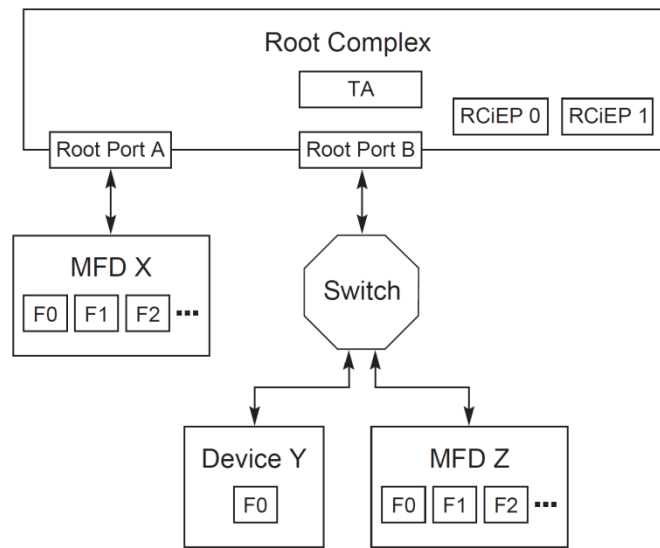 Root Complex
TA
RCiEP 0
RCiEP 1
Root Port A
Root Port B
MFD X
F0 F1 F2 ...
Switch
Device Y
F0
MFD Z
F0 F1 F2 ...